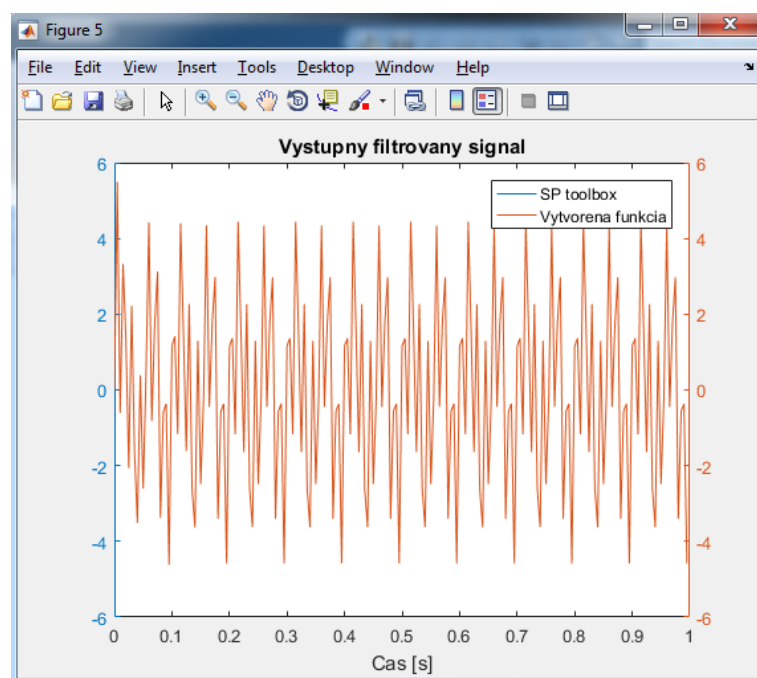 Figure 5
File Edit View Insert Tools Desktop Window Help
Vystupny filtrovany signal
SP toolbox
Vytvorena funkcia
6
4
2
0
-2
-4
-6
6
4
2
0
-2
-4
-6
0 0.1 0.2 0.3 0.4 0.5 0.6 0.7 0.8 0.9 1
Cas [s]